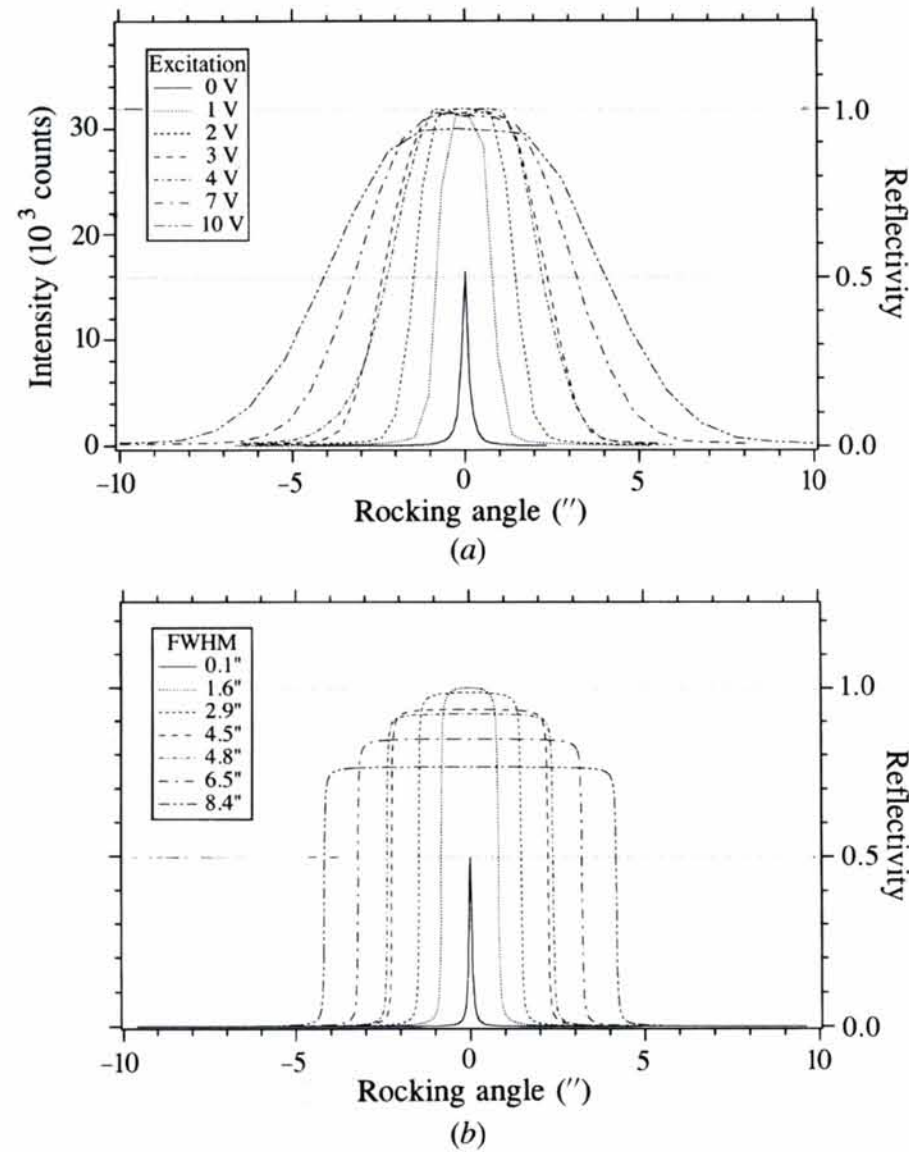 Excitation
0 V
1 V
2 V
3 V
4 V
7 V
10 V
30
20
10
0
Intensity (10³ counts)
1.0
0.5
0.0
Reflectivity
−10
−5
0
5
10
Rocking angle (″)
(a)
FWHM
0.1"
1.6"
2.9"
4.5"
4.8"
6.5"
8.4"
1.0
0.5
0.0
Reflectivity
−10
−5
0
5
10
Rocking angle (″)
(b)